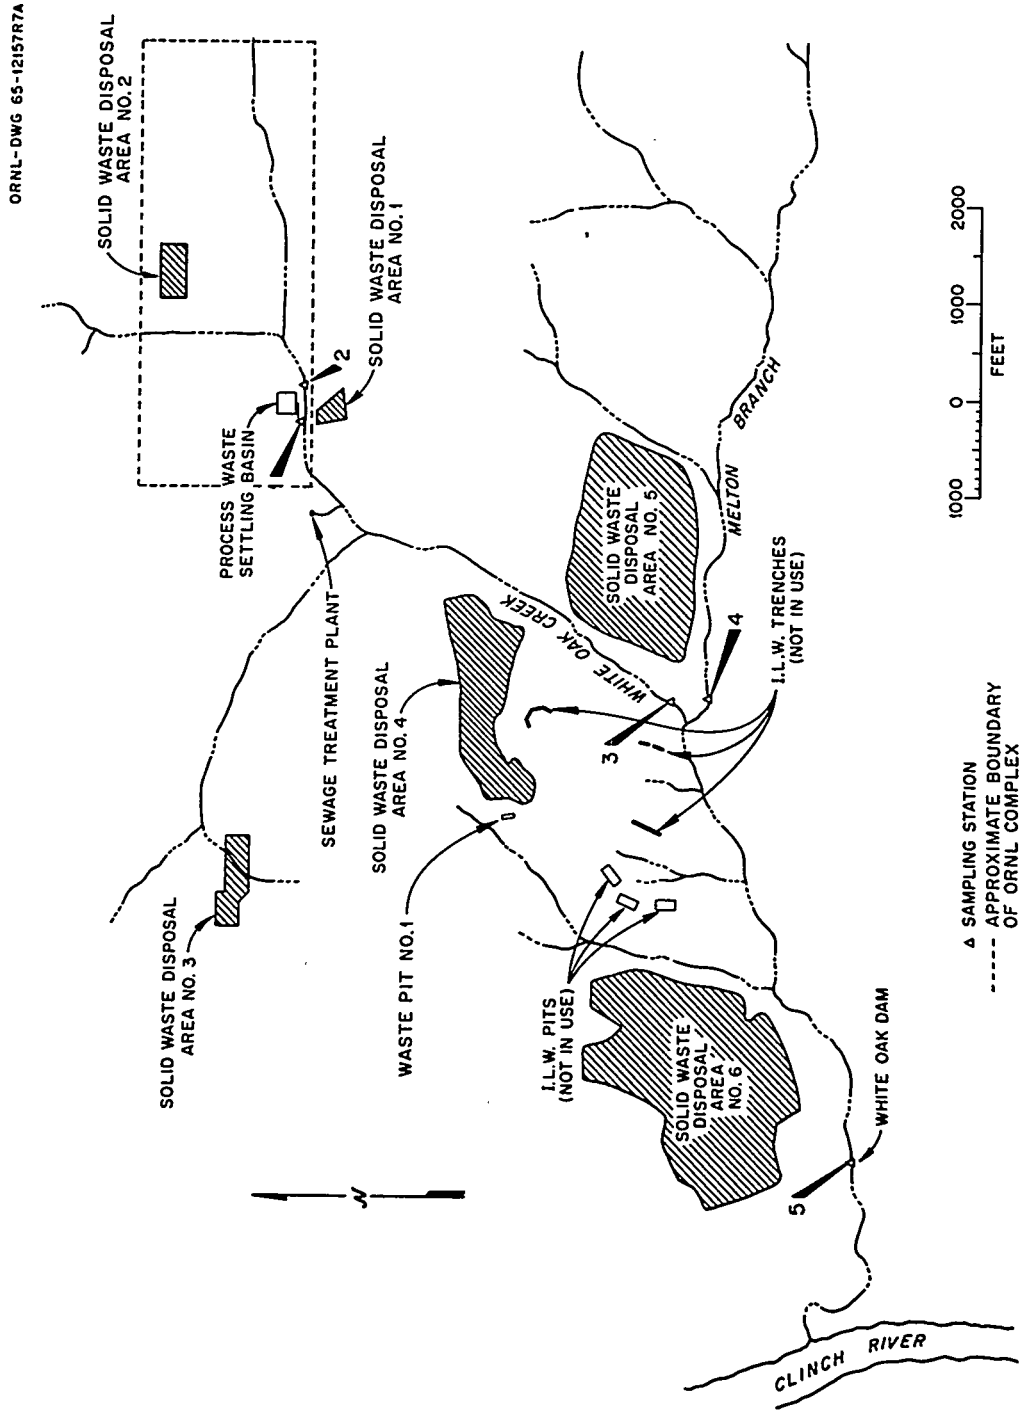 ORNL-DWG 65-12157R7A
SOLID WASTE DISPOSAL
AREA NO. 2
SOLID WASTE DISPOSAL
AREA NO. 1
2
PROCESS WASTE
SETTLING BASIN
SEWAGE TREATMENT PLANT
SOLID WASTE DISPOSAL
AREA NO. 3
SOLID WASTE DISPOSAL
AREA NO. 4
WASTE PIT NO. 1
WHITE OAK CREEK
SOLID WASTE
DISPOSAL
AREA NO. 5
MELTON
BRANCH
3
4
I.L.W. TRENCHES
(NOT IN USE)
I.L.W. PITS
(NOT IN USE)
SOLID WASTE
DISPOSAL
AREA
NO. 6
N
5
WHITE OAK DAM
CLINCH RIVER
Δ SAMPLING STATION
---- APPROXIMATE BOUNDARY
OF ORNL COMPLEX
1000 0 1000 2000
FEET